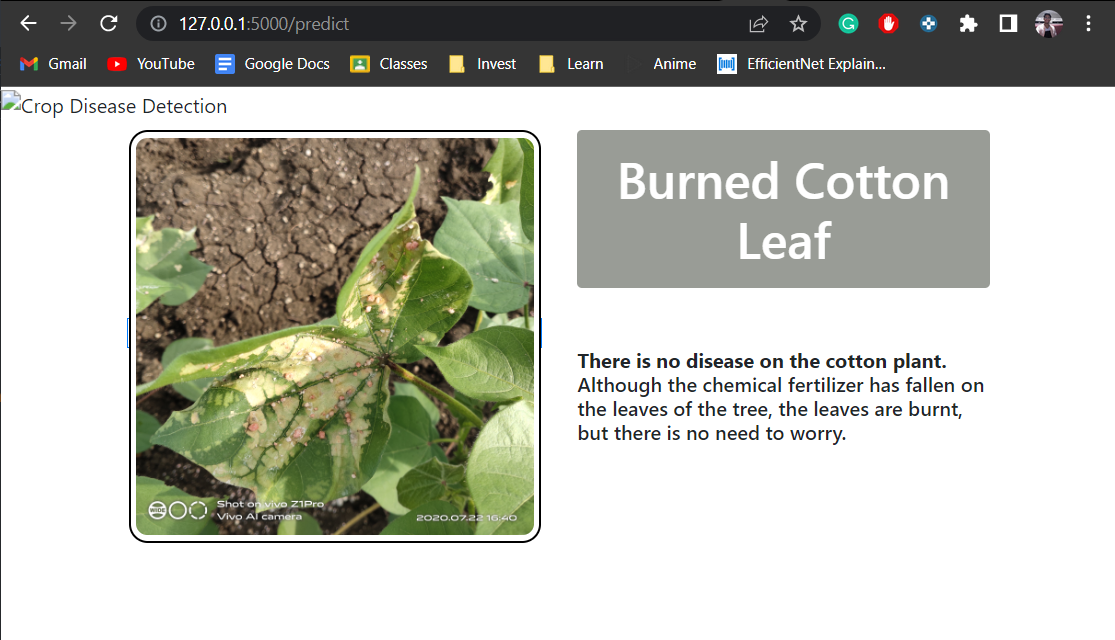 127.0.0.1:5000/predict
Gmail YouTube Google Docs Classes Invest Learn Anime EfficientNet Explain...
Crop Disease Detection
Burned Cotton
Leaf
There is no disease on the cotton plant.
Although the chemical fertilizer has fallen on
the leaves of the tree, the leaves are burnt,
but there is no need to worry.
WIDE
Shot on vivo Z1Pro
Vivo AI camera
2020.07.22 16:40